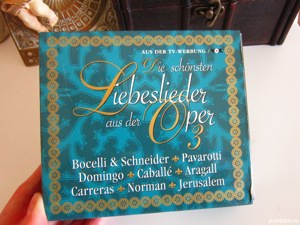 AUS DER TV-WERBUNG
Die schönsten
Liebeslieder
aus der Oper
3
Bocelli & Schneider Pavarotti
Domingo Caballé Aragall
Carreras Norman Jerusalem